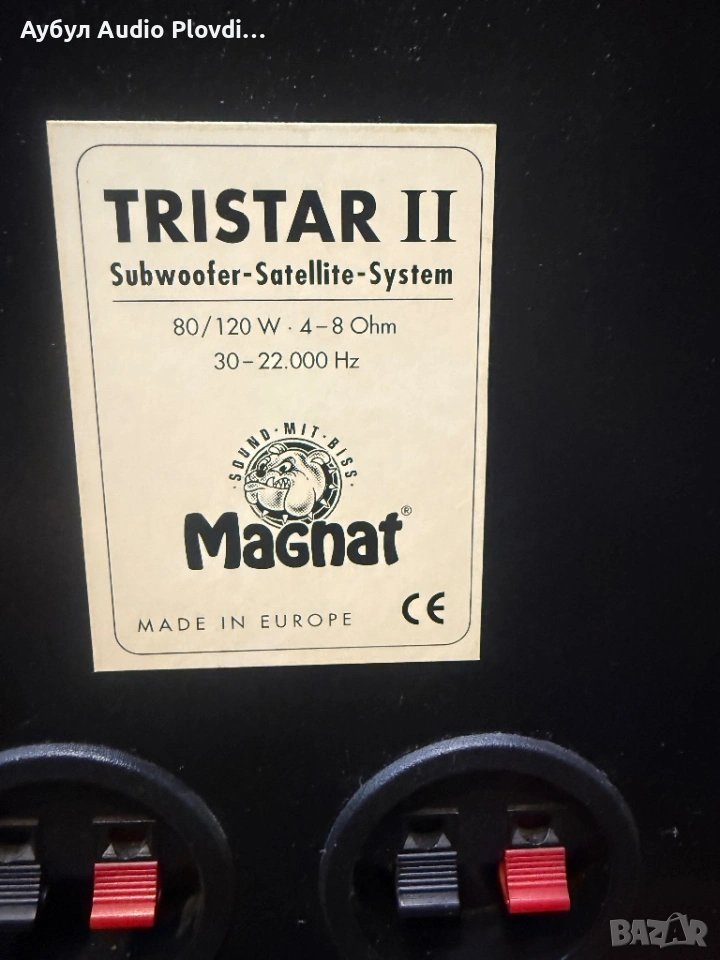 Аубул Audio Plovdi...
TRISTAR II
Subwoofer-Satellite-System
80/120 W · 4-8 Ohm
30-22.000 Hz
· SOUND · MIT · BISS ·
Magnat®
MADE IN EUROPE
CE
BAZAR